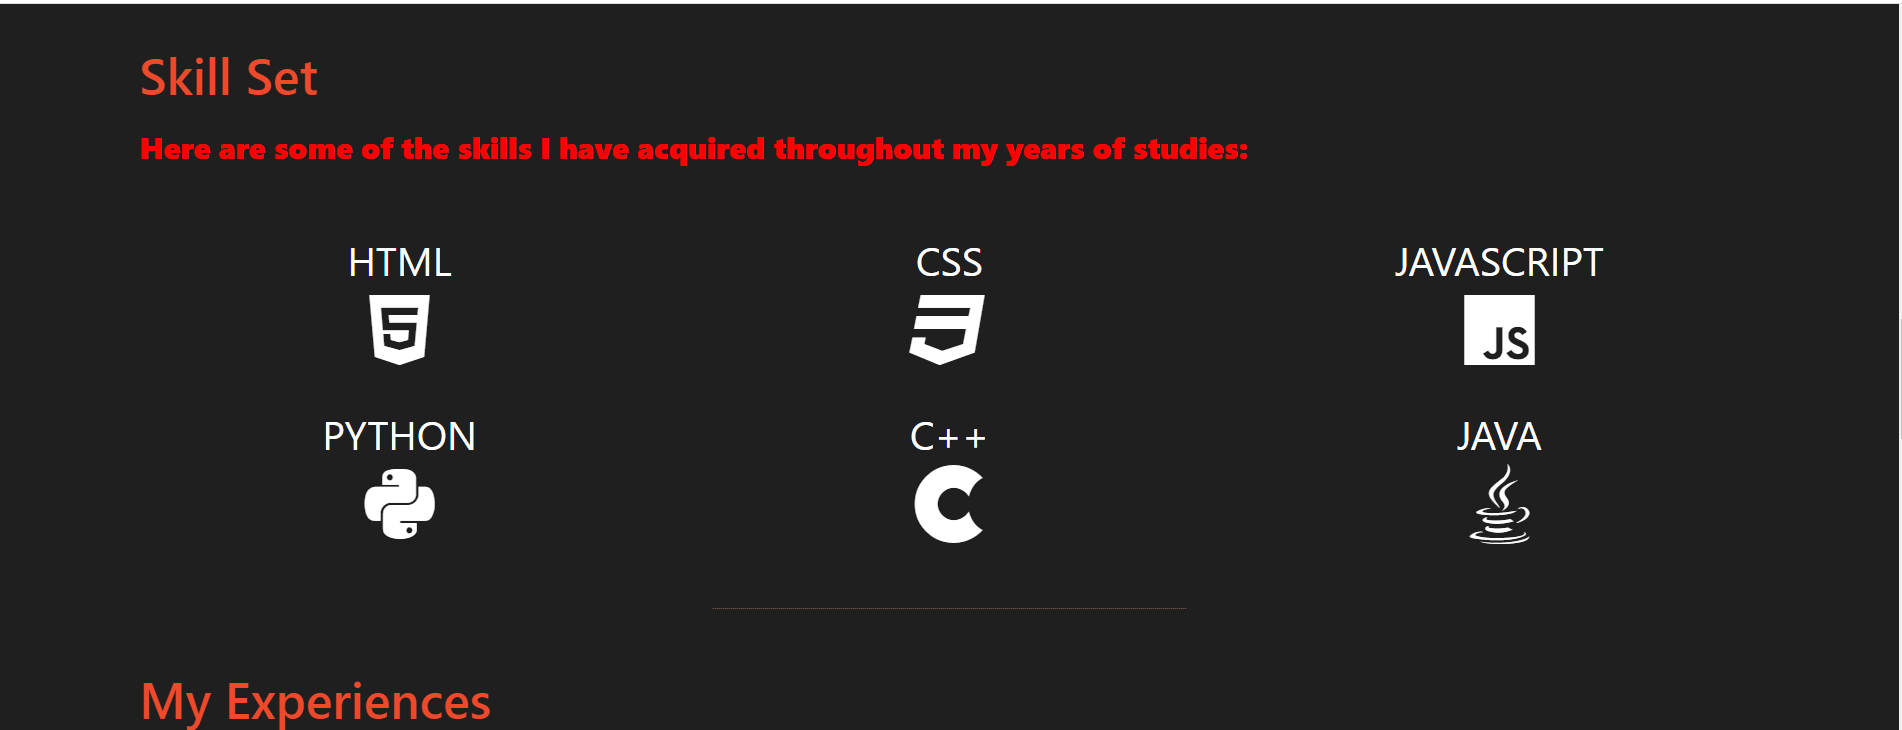 Skill Set
Here are some of the skills I have acquired throughout my years of studies:
HTML CSS JAVASCRIPT
5 JS
PYTHON C++ JAVA
C
My Experiences